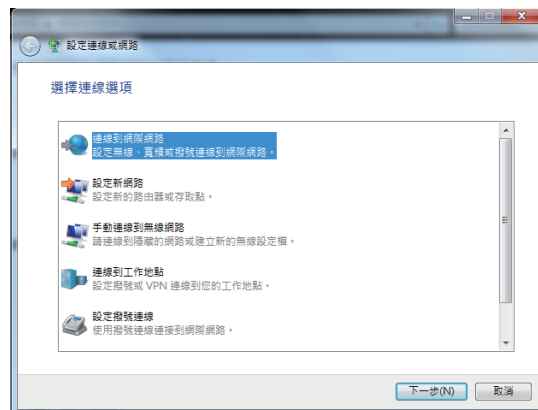 設定連線或網路
選擇連線選項
連線到網際網路
設定無線、寬頻或撥號連線到網際網路。
設定新網路
設定新的路由器或存取點。
手動連線到無線網路
請連線到隱藏的網路或建立新的無線設定檔。
連線到工作地點
設定撥號或 VPN 連線到您的工作地點。
設定撥號連線
使用撥號連線連接到網際網路。
下一步(N)
取消